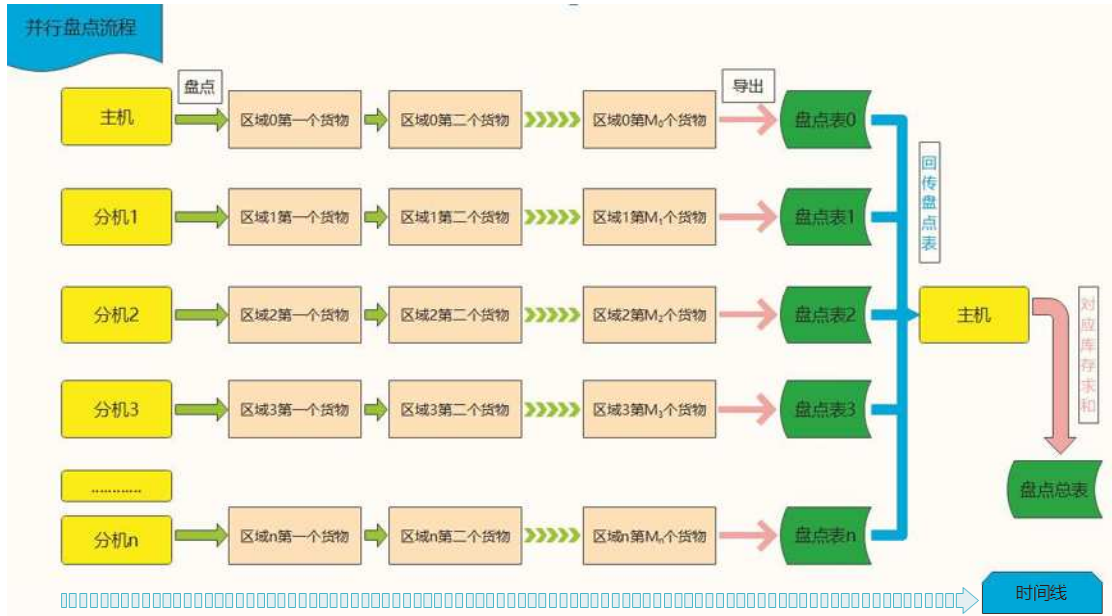 并行盘点流程
盘点
导出
主机
区域0第一个货物
区域0第二个货物
区域0第M₀个货物
盘点表0
回传盘点表
分机1
区域1第一个货物
区域1第二个货物
区域1第M₁个货物
盘点表1
分机2
区域2第一个货物
区域2第二个货物
区域2第M₂个货物
盘点表2
主机
对应库存求和
分机3
区域3第一个货物
区域3第二个货物
区域3第M₃个货物
盘点表3
............
盘点总表
分机n
区域n第一个货物
区域n第二个货物
区域n第Mₙ个货物
盘点表n
时间线